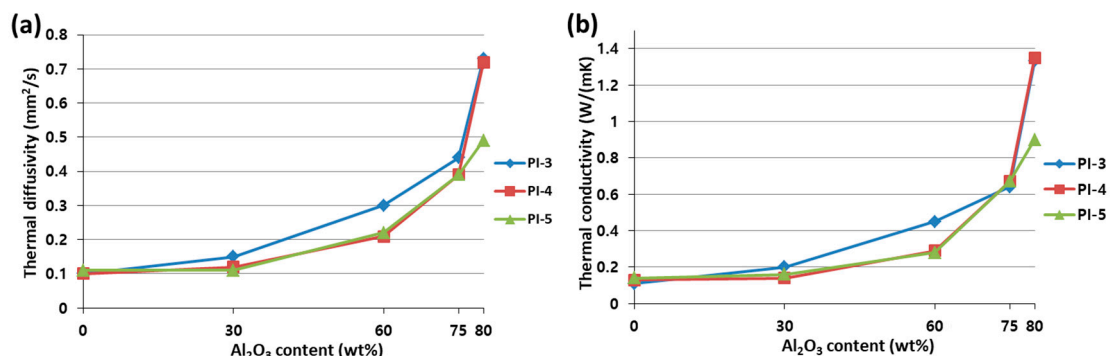 (a)
Thermal diffusivity (mm²/s)
0.8
0.7
0.6
0.5
0.4
0.3
0.2
0.1
0
0 30 60 75 80
Al₂O₃ content (wt%)
PI-3
PI-4
PI-5
(b)
Thermal conductivity (W/(mK)
1.4
1.2
1
0.8
0.6
0.4
0.2
0
0 30 60 75 80
Al₂O₃ content (wt%)
PI-3
PI-4
PI-5